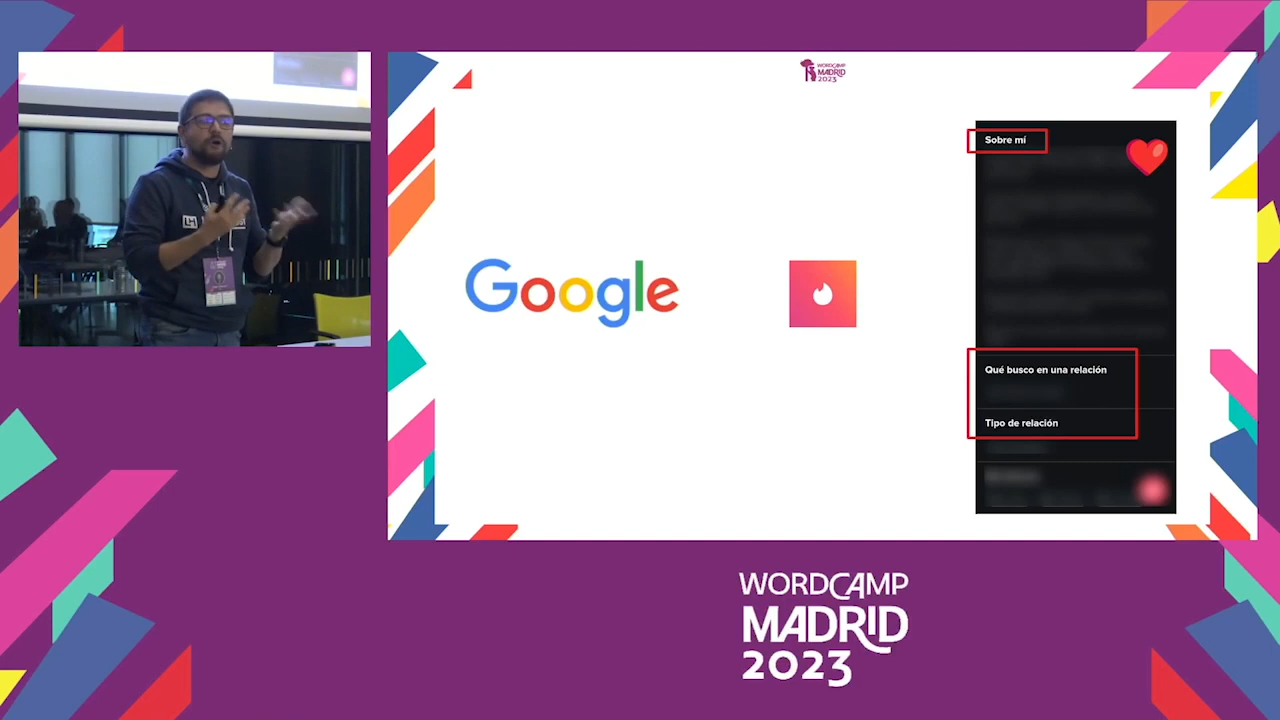 WORDCAMP
MADRID
2023
Sobre mí
Google
Qué busco en una relación
Tipo de relación
WORDCAMP
MADRID
2023